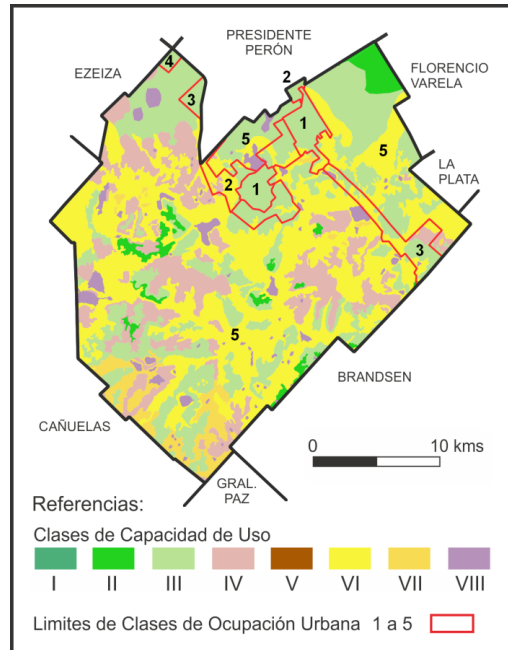 PRESIDENTE
PERÓN
EZEIZA
4
FLORENCIO
VARELA
2
3
1
5
5
LA
PLATA
2
1
3
5
BRANDSEN
CAÑUELAS
0 10 kms
GRAL.
PAZ
Referencias:
Clases de Capacidad de Uso
I II III IV V VI VII VIII
Limites de Clases de Ocupación Urbana 1 a 5